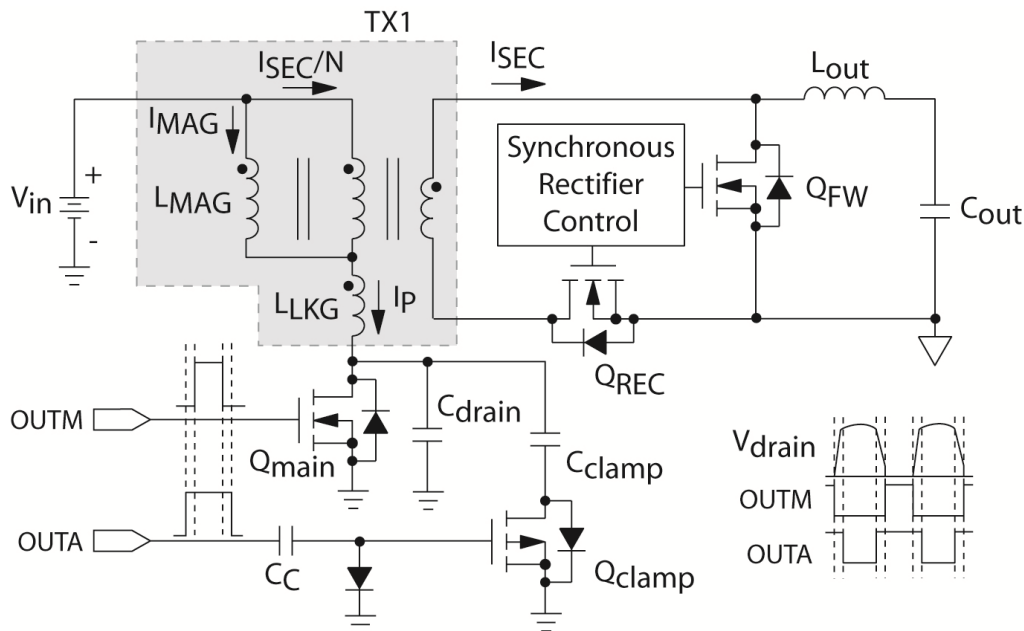 TX1
ISEC/N
ISEC
Lout
IMAG
Synchronous
Rectifier
Control
Vin
+
-
LMAG
QFW
Cout
LLKG
IP
QREC
OUTM
Cdrain
Qmain
Cclamp
Vdrain
OUTM
OUTA
OUTA
CC
Qclamp